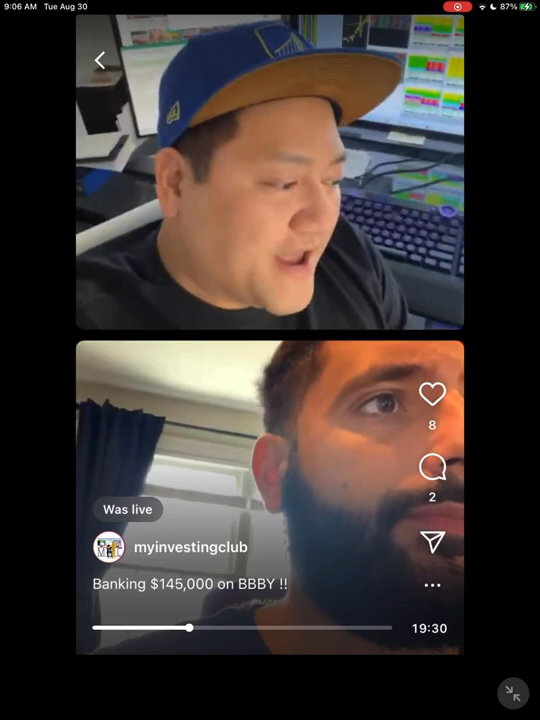 9:06 AM Tue Aug 30
87%
8
2
Was live
myinvestingclub
Banking $145,000 on BBBY !!
19:30